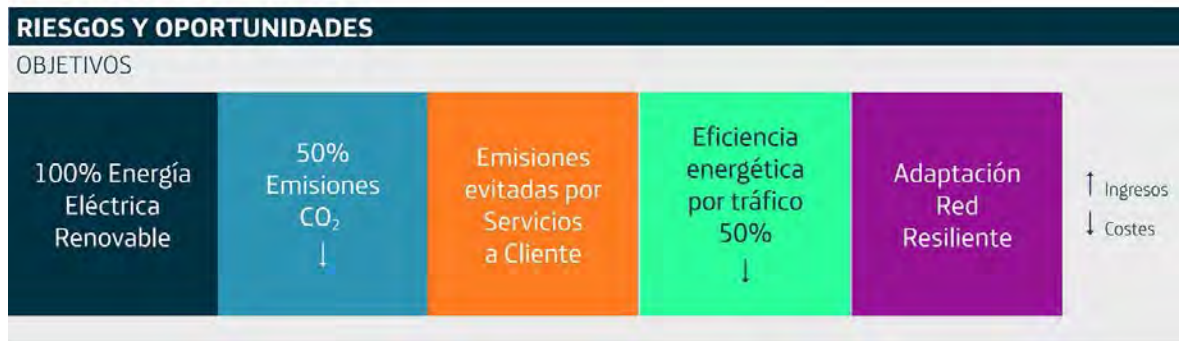 RIESGOS Y OPORTUNIDADES
OBJETIVOS
100% Energía
Eléctrica
Renovable
50%
Emisiones
CO₂
↓
Emisiones
evitadas por
Servicios
a Cliente
Eficiencia
energética
por tráfico
50%
↓
Adaptación
Red
Resiliente
↑ Ingresos
↓ Costes